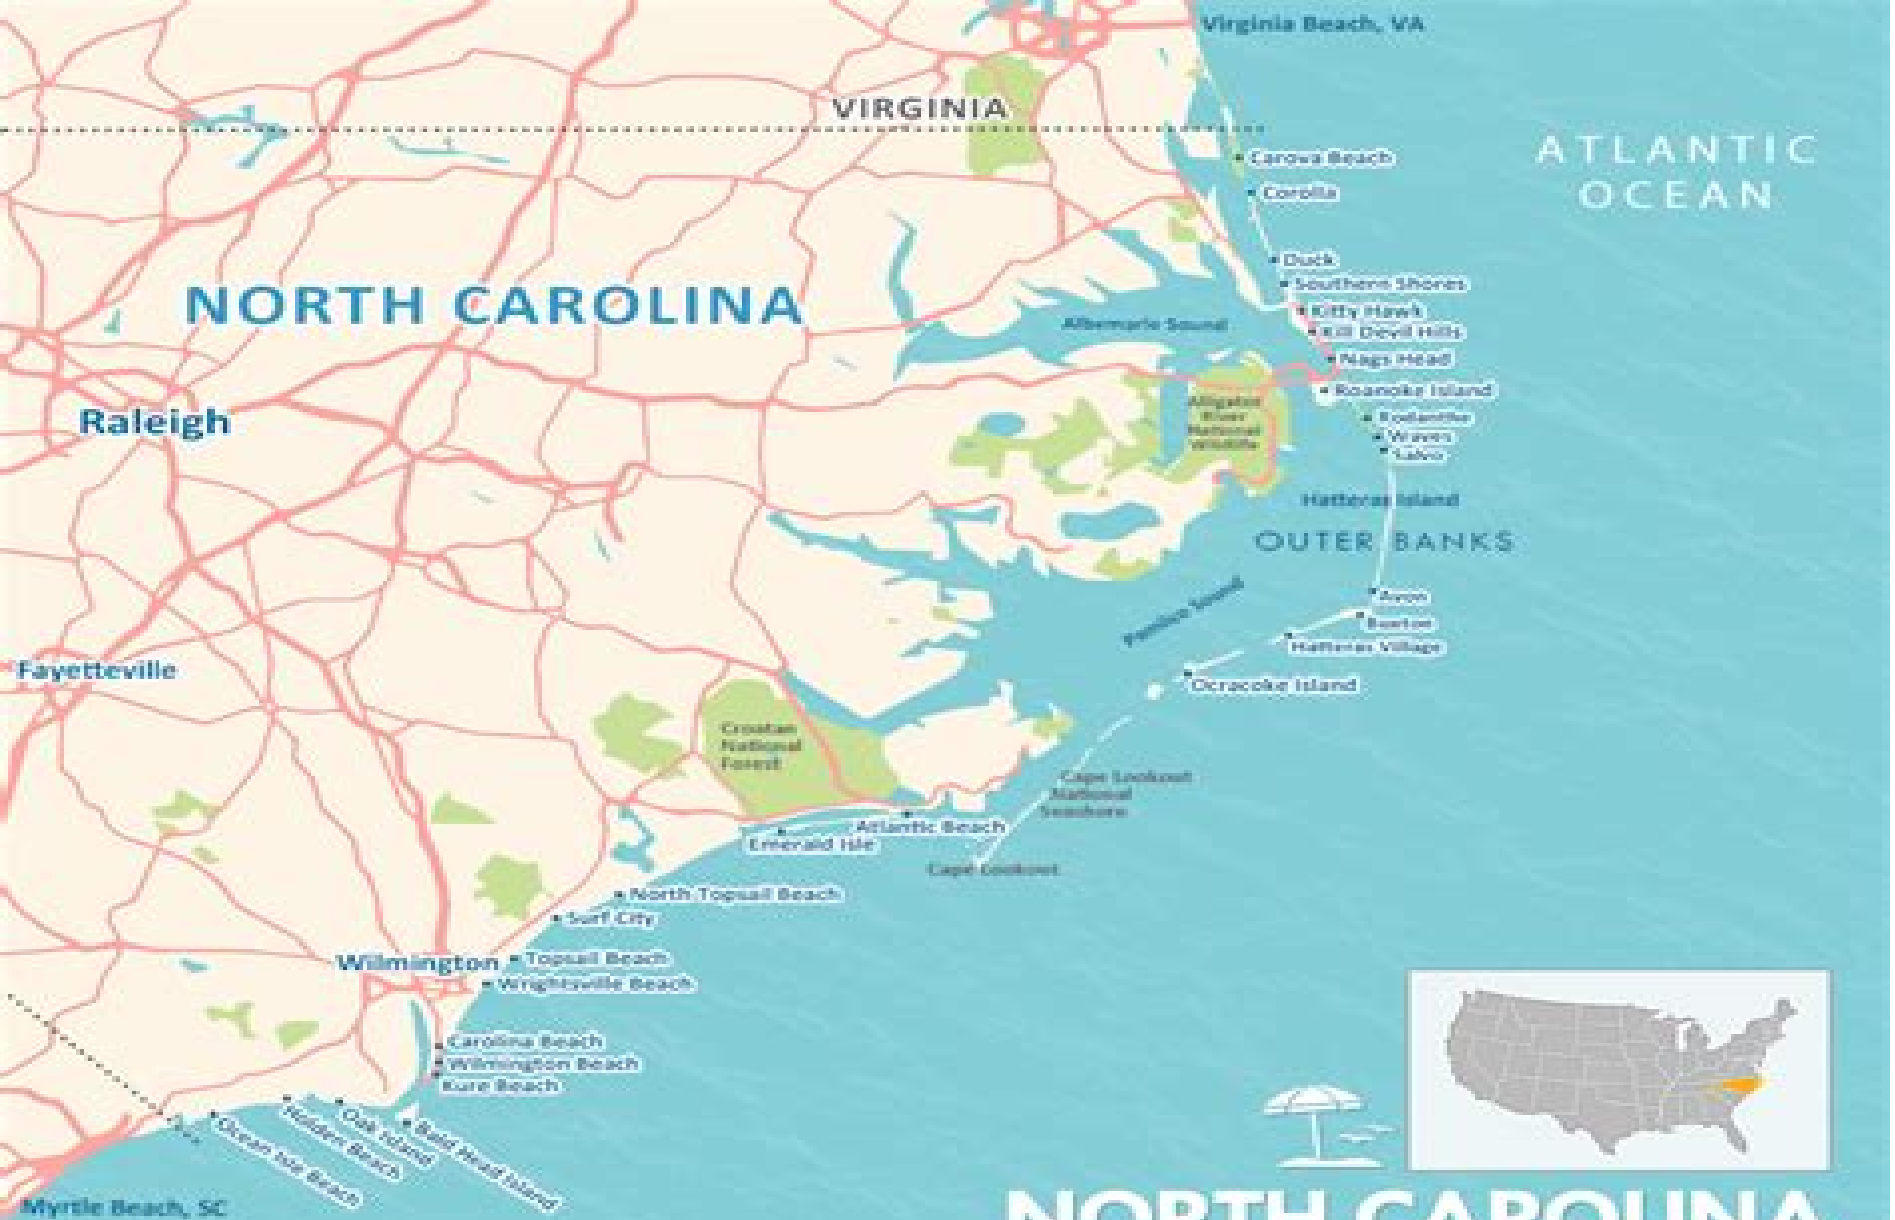 Virginia Beach, VA
VIRGINIA
ATLANTIC
OCEAN
Carova Beach
Corolla
Duck
Southern Shores
NORTH CAROLINA
Kitty Hawk
Albemarle Sound
Kill Devil Hills
Nags Head
Roanoke Island
Alligator
River
National
Wildlife
Rodanthe
Raleigh
Waves
Salvo
Hatteras Island
OUTER BANKS
Pamlico Sound
Avon
Buxton
Hatteras Village
Fayetteville
Ocracoke Island
Croatan
National
Forest
Cape Lookout
National
Seashore
Atlantic Beach
Emerald Isle
Cape Lookout
North Topsail Beach
Surf City
Wilmington
Topsail Beach
Wrightsville Beach
Carolina Beach
Wilmington Beach
Kure Beach
Bald Head Island
Oak Island
Holden Beach
Ocean Isle Beach
Myrtle Beach, SC
NORTH CAROLINA